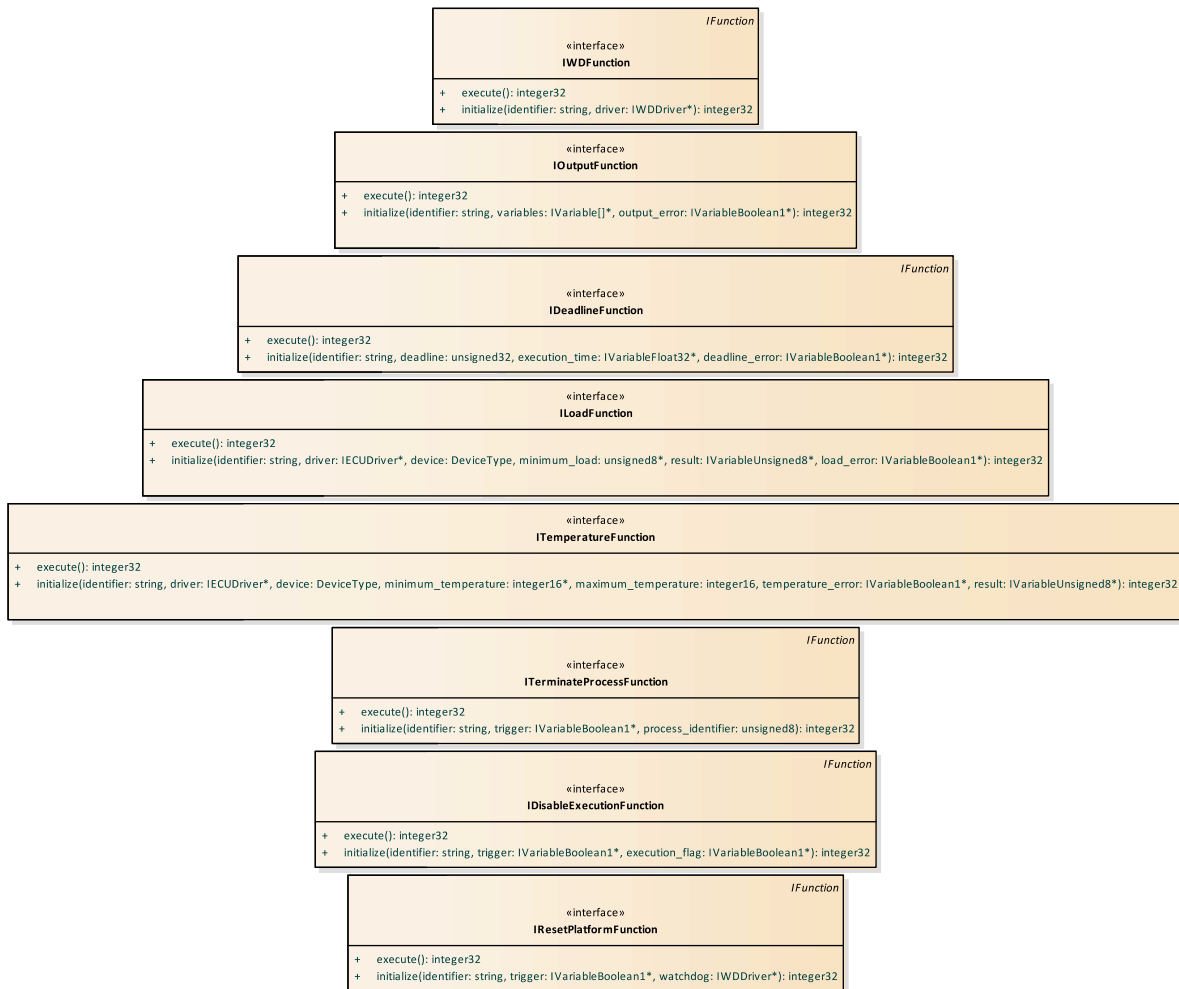 IFunction
«interface»
IWDFunction
+ execute(): integer32
+ initialize(identifier: string, driver: IWDDriver*): integer32
«interface»
IOutputFunction
+ execute(): integer32
+ initialize(identifier: string, variables: IVariable[]*, output_error: IVariableBoolean1*): integer32
IFunction
«interface»
IDeadlineFunction
+ execute(): integer32
+ initialize(identifier: string, deadline: unsigned32, execution_time: IVariableFloat32*, deadline_error: IVariableBoolean1*): integer32
«interface»
ILoadFunction
+ execute(): integer32
+ initialize(identifier: string, driver: IECUDriver*, device: DeviceType, minimum_load: unsigned8*, result: IVariableUnsigned8*, load_error: IVariableBoolean1*): integer32
«interface»
ITemperatureFunction
+ execute(): integer32
+ initialize(identifier: string, driver: IECUDriver*, device: DeviceType, minimum_temperature: integer16*, maximum_temperature: integer16, temperature_error: IVariableBoolean1*, result: IVariableUnsigned8*): integer32
IFunction
«interface»
ITerminateProcessFunction
+ execute(): integer32
+ initialize(identifier: string, trigger: IVariableBoolean1*, process_identifier: unsigned8): integer32
IFunction
«interface»
IDisableExecutionFunction
+ execute(): integer32
+ initialize(identifier: string, trigger: IVariableBoolean1*, execution_flag: IVariableBoolean1*): integer32
IFunction
«interface»
IResetPlatformFunction
+ execute(): integer32
+ initialize(identifier: string, trigger: IVariableBoolean1*, watchdog: IWDDriver*): integer32